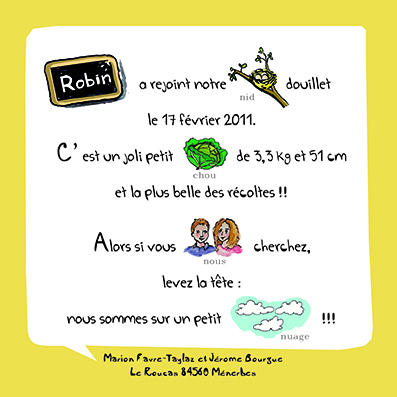 Robin a rejoint notre nid douillet
le 17 février 2011.
C'est un joli petit chou de 3,3 kg et 51 cm
et la plus belle des récoltes !!
Alors si vous nous cherchez,
levez la tête :
nous sommes sur un petit nuage !!!
Marion Favre-Taylaz et Jérome Bourgue
Le Roucas 84560 Ménerbes